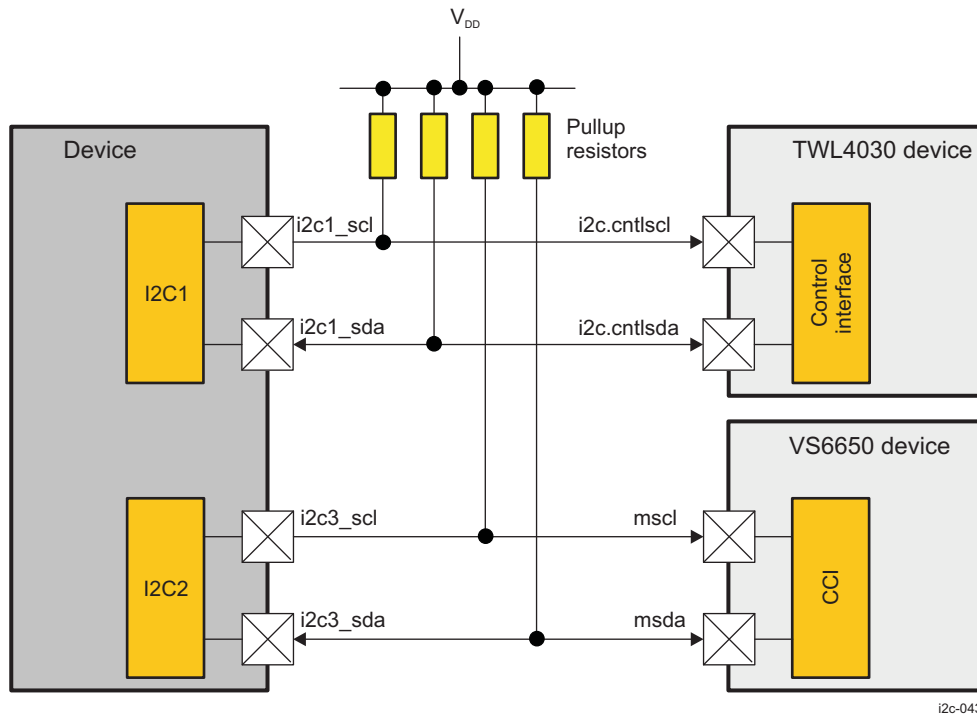 VDD
Pullup
resistors
Device
TWL4030 device
i2c1_scl
i2c.cntlscl
I2C1
Control
interface
i2c1_sda
i2c.cntlsda
VS6650 device
i2c3_scl
mscl
I2C2
CCI
i2c3_sda
msda